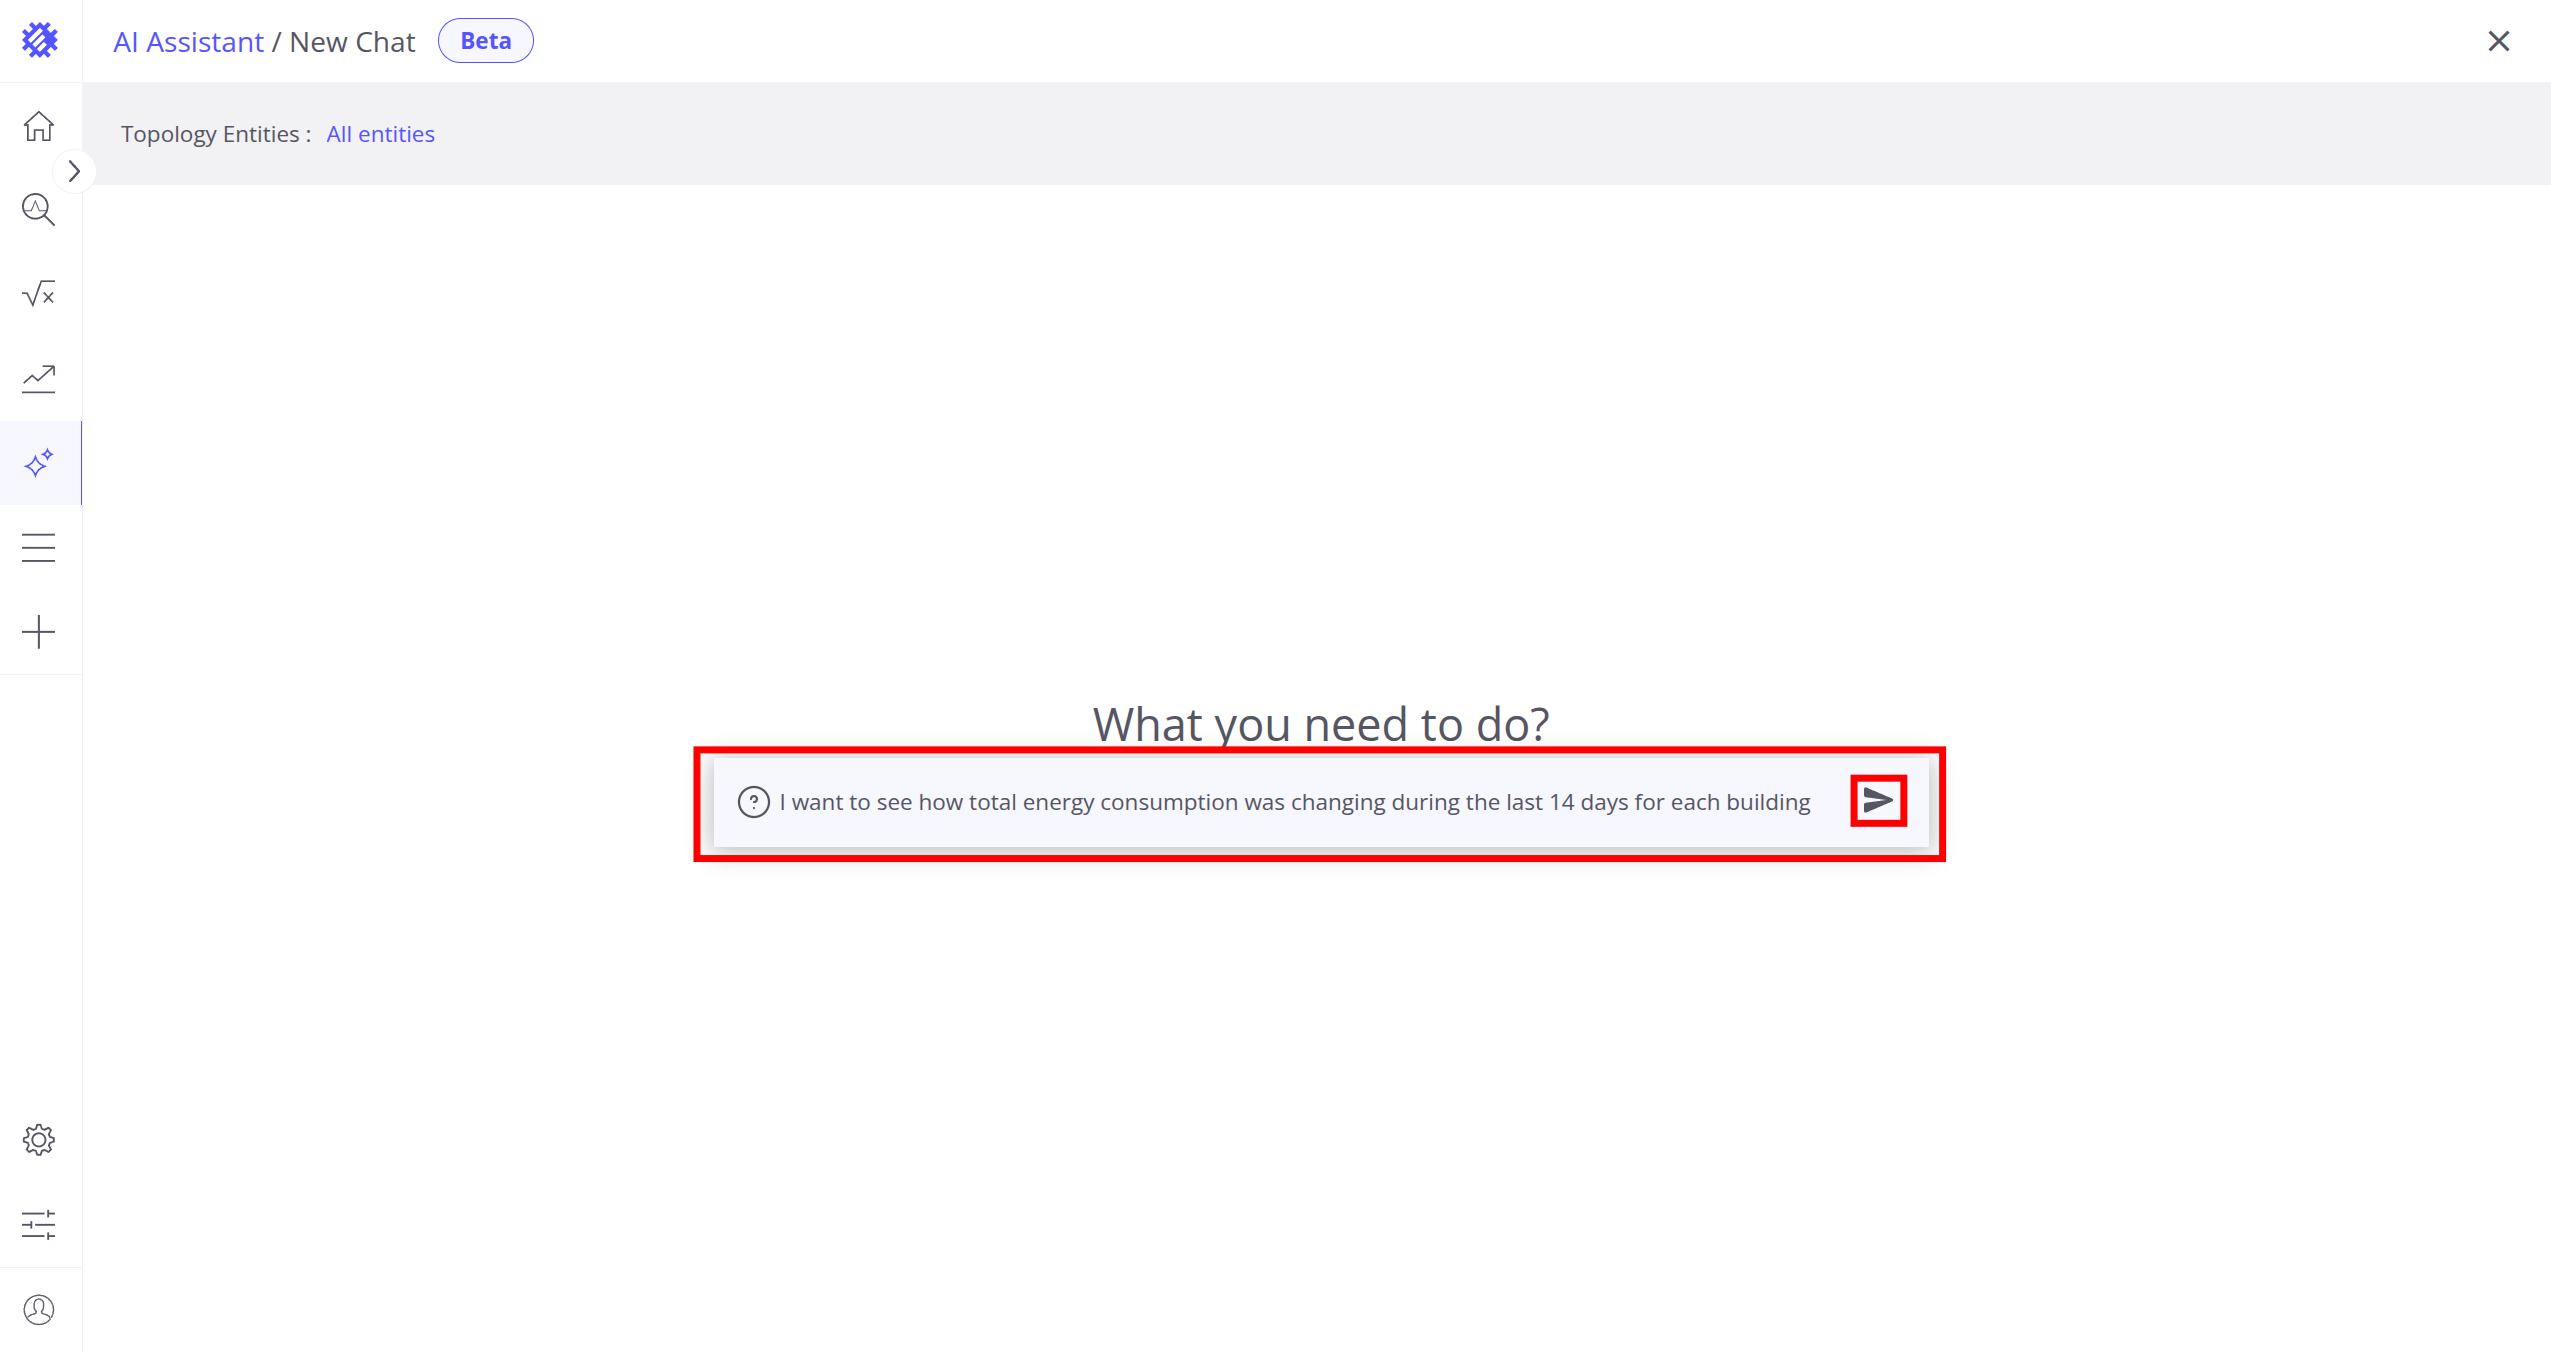 AI Assistant / New Chat Beta
Topology Entities : All entities
What you need to do?
I want to see how total energy consumption was changing during the last 14 days for each building